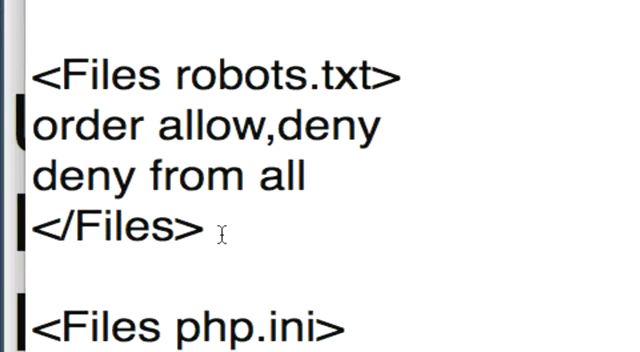 <Files robots.txt>
order allow,deny
deny from all
</Files>
<Files php.ini>